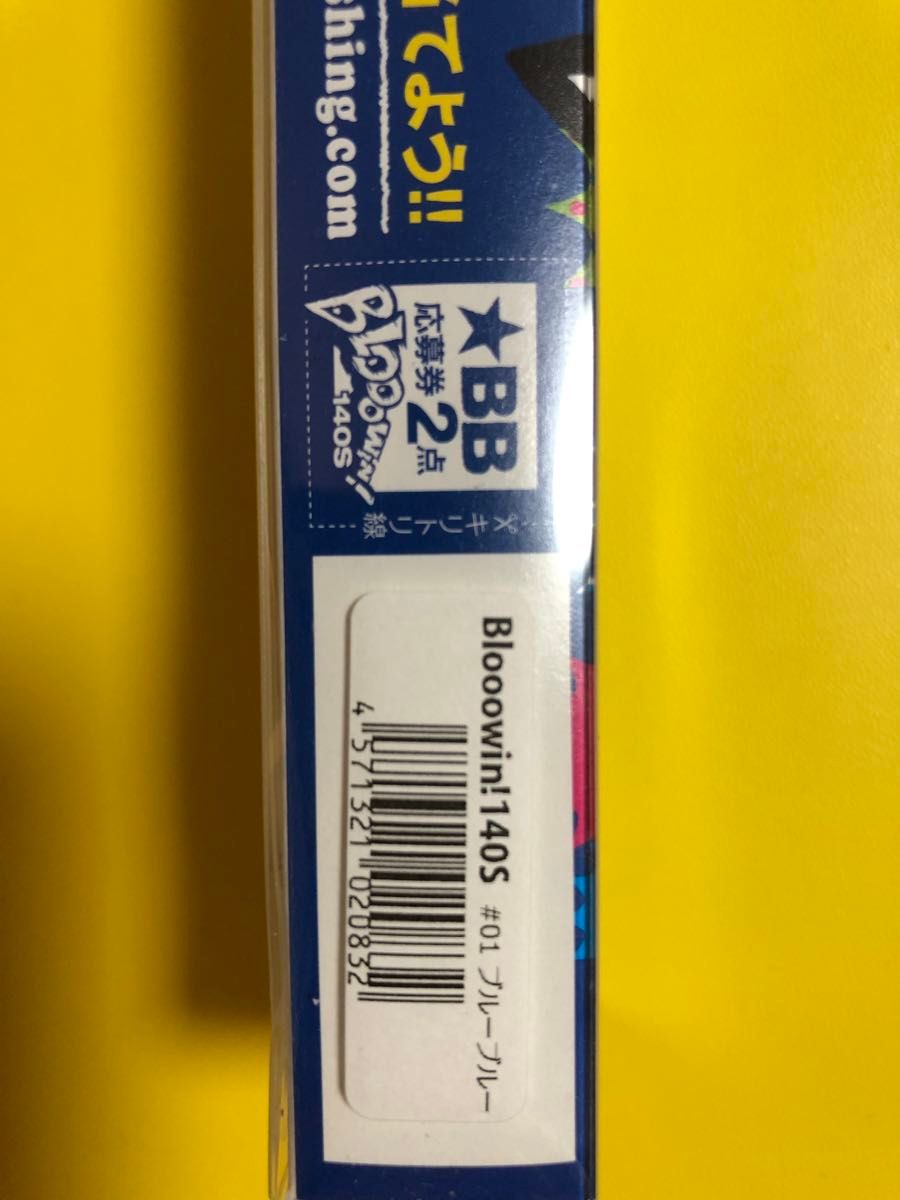 てよう!!
shing.com
★BB
応募券2点
Blooowin!
140S
✂キリトリ線
Blooowin!140S #01 ブルーブルー
4 571321 020832